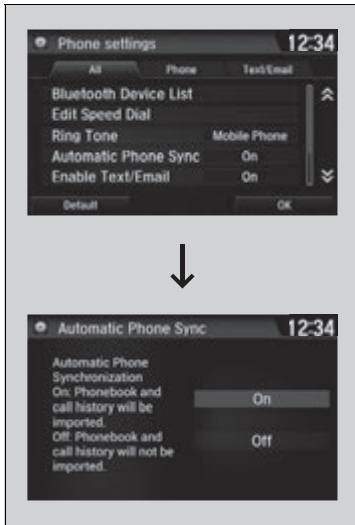 Phone settings 12:34
All Phone Text/Email
Bluetooth Device List
Edit Speed Dial
Ring Tone Mobile Phone
Automatic Phone Sync On
Enable Text/Email On
Default OK
Automatic Phone Sync 12:34
Automatic Phone
Synchronization
On: Phonebook and
call history will be
imported.
Off: Phonebook and
call history will not be
imported.
On
Off